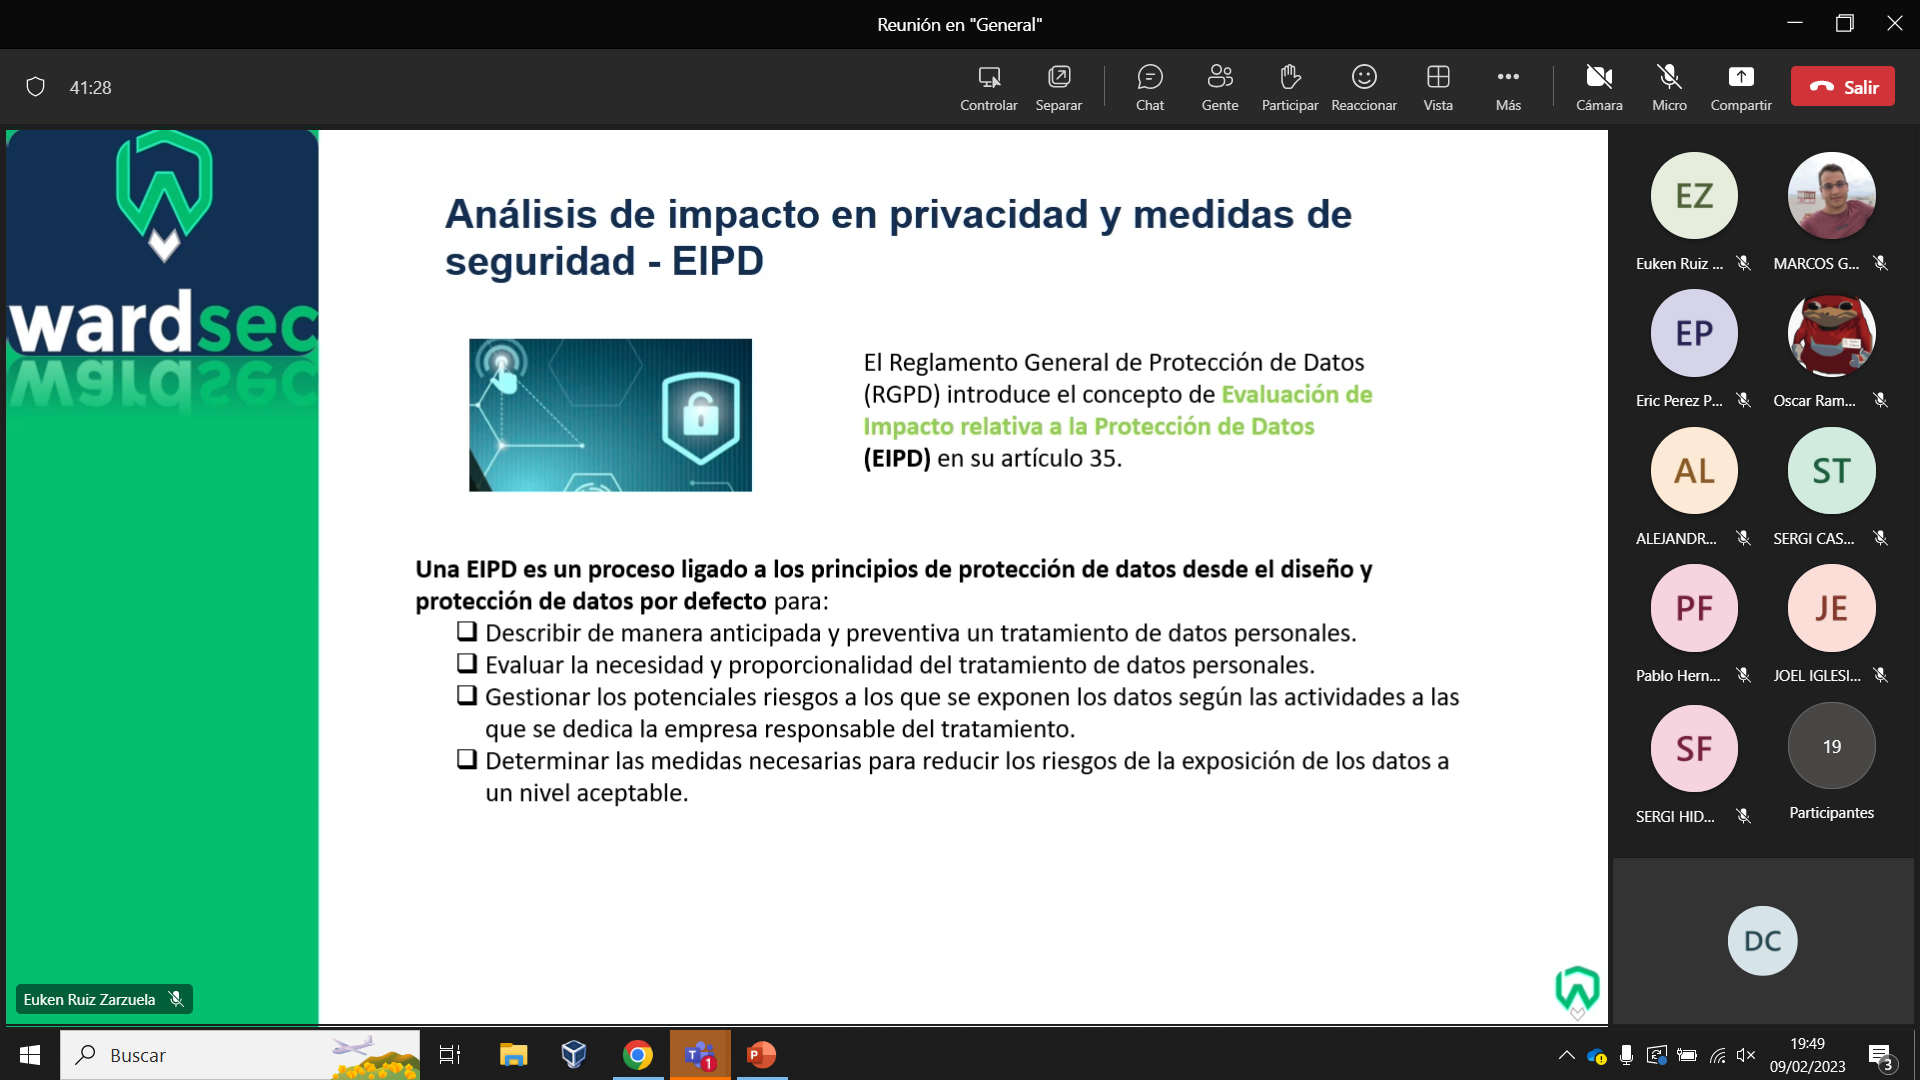 Reunión en "General"
41:28
Controlar
Separar
Chat
Gente
Participar
Reaccionar
Vista
Más
Cámara
Micro
Compartir
Salir
wardsec
Análisis de impacto en privacidad y medidas de
seguridad - EIPD
El Reglamento General de Protección de Datos
(RGPD) introduce el concepto de Evaluación de
Impacto relativa a la Protección de Datos
(EIPD) en su artículo 35.
Una EIPD es un proceso ligado a los principios de protección de datos desde el diseño y
protección de datos por defecto para:
Describir de manera anticipada y preventiva un tratamiento de datos personales.
Evaluar la necesidad y proporcionalidad del tratamiento de datos personales.
Gestionar los potenciales riesgos a los que se exponen los datos según las actividades a las
que se dedica la empresa responsable del tratamiento.
Determinar las medidas necesarias para reducir los riesgos de la exposición de los datos a
un nivel aceptable.
Euken Ruiz Zarzuela
EZ
Euken Ruiz ...
MARCOS G...
EP
Eric Perez P...
Oscar Ram...
AL
ST
ALEJANDR...
SERGI CAS...
PF
JE
Pablo Hern...
JOEL IGLESI...
SF
19
SERGI HID...
Participantes
DC
Buscar
T
1
P
19:49
09/02/2023
3